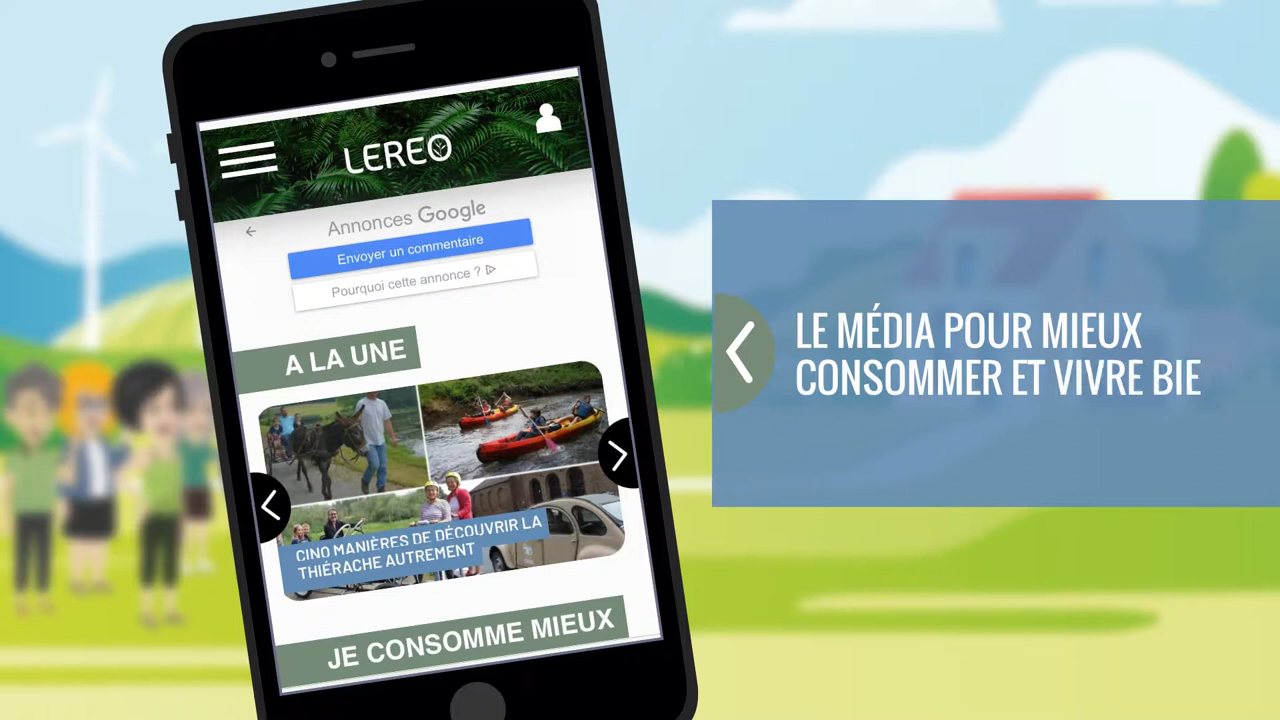 LEREO
Annonces Google
Envoyer un commentaire
Pourquoi cette annonce ?
A LA UNE
CINQ MANIÈRES DE DÉCOUVRIR LA
THIÉRACHE AUTREMENT
JE CONSOMME MIEUX
LE MÉDIA POUR MIEUX
CONSOMMER ET VIVRE BIE